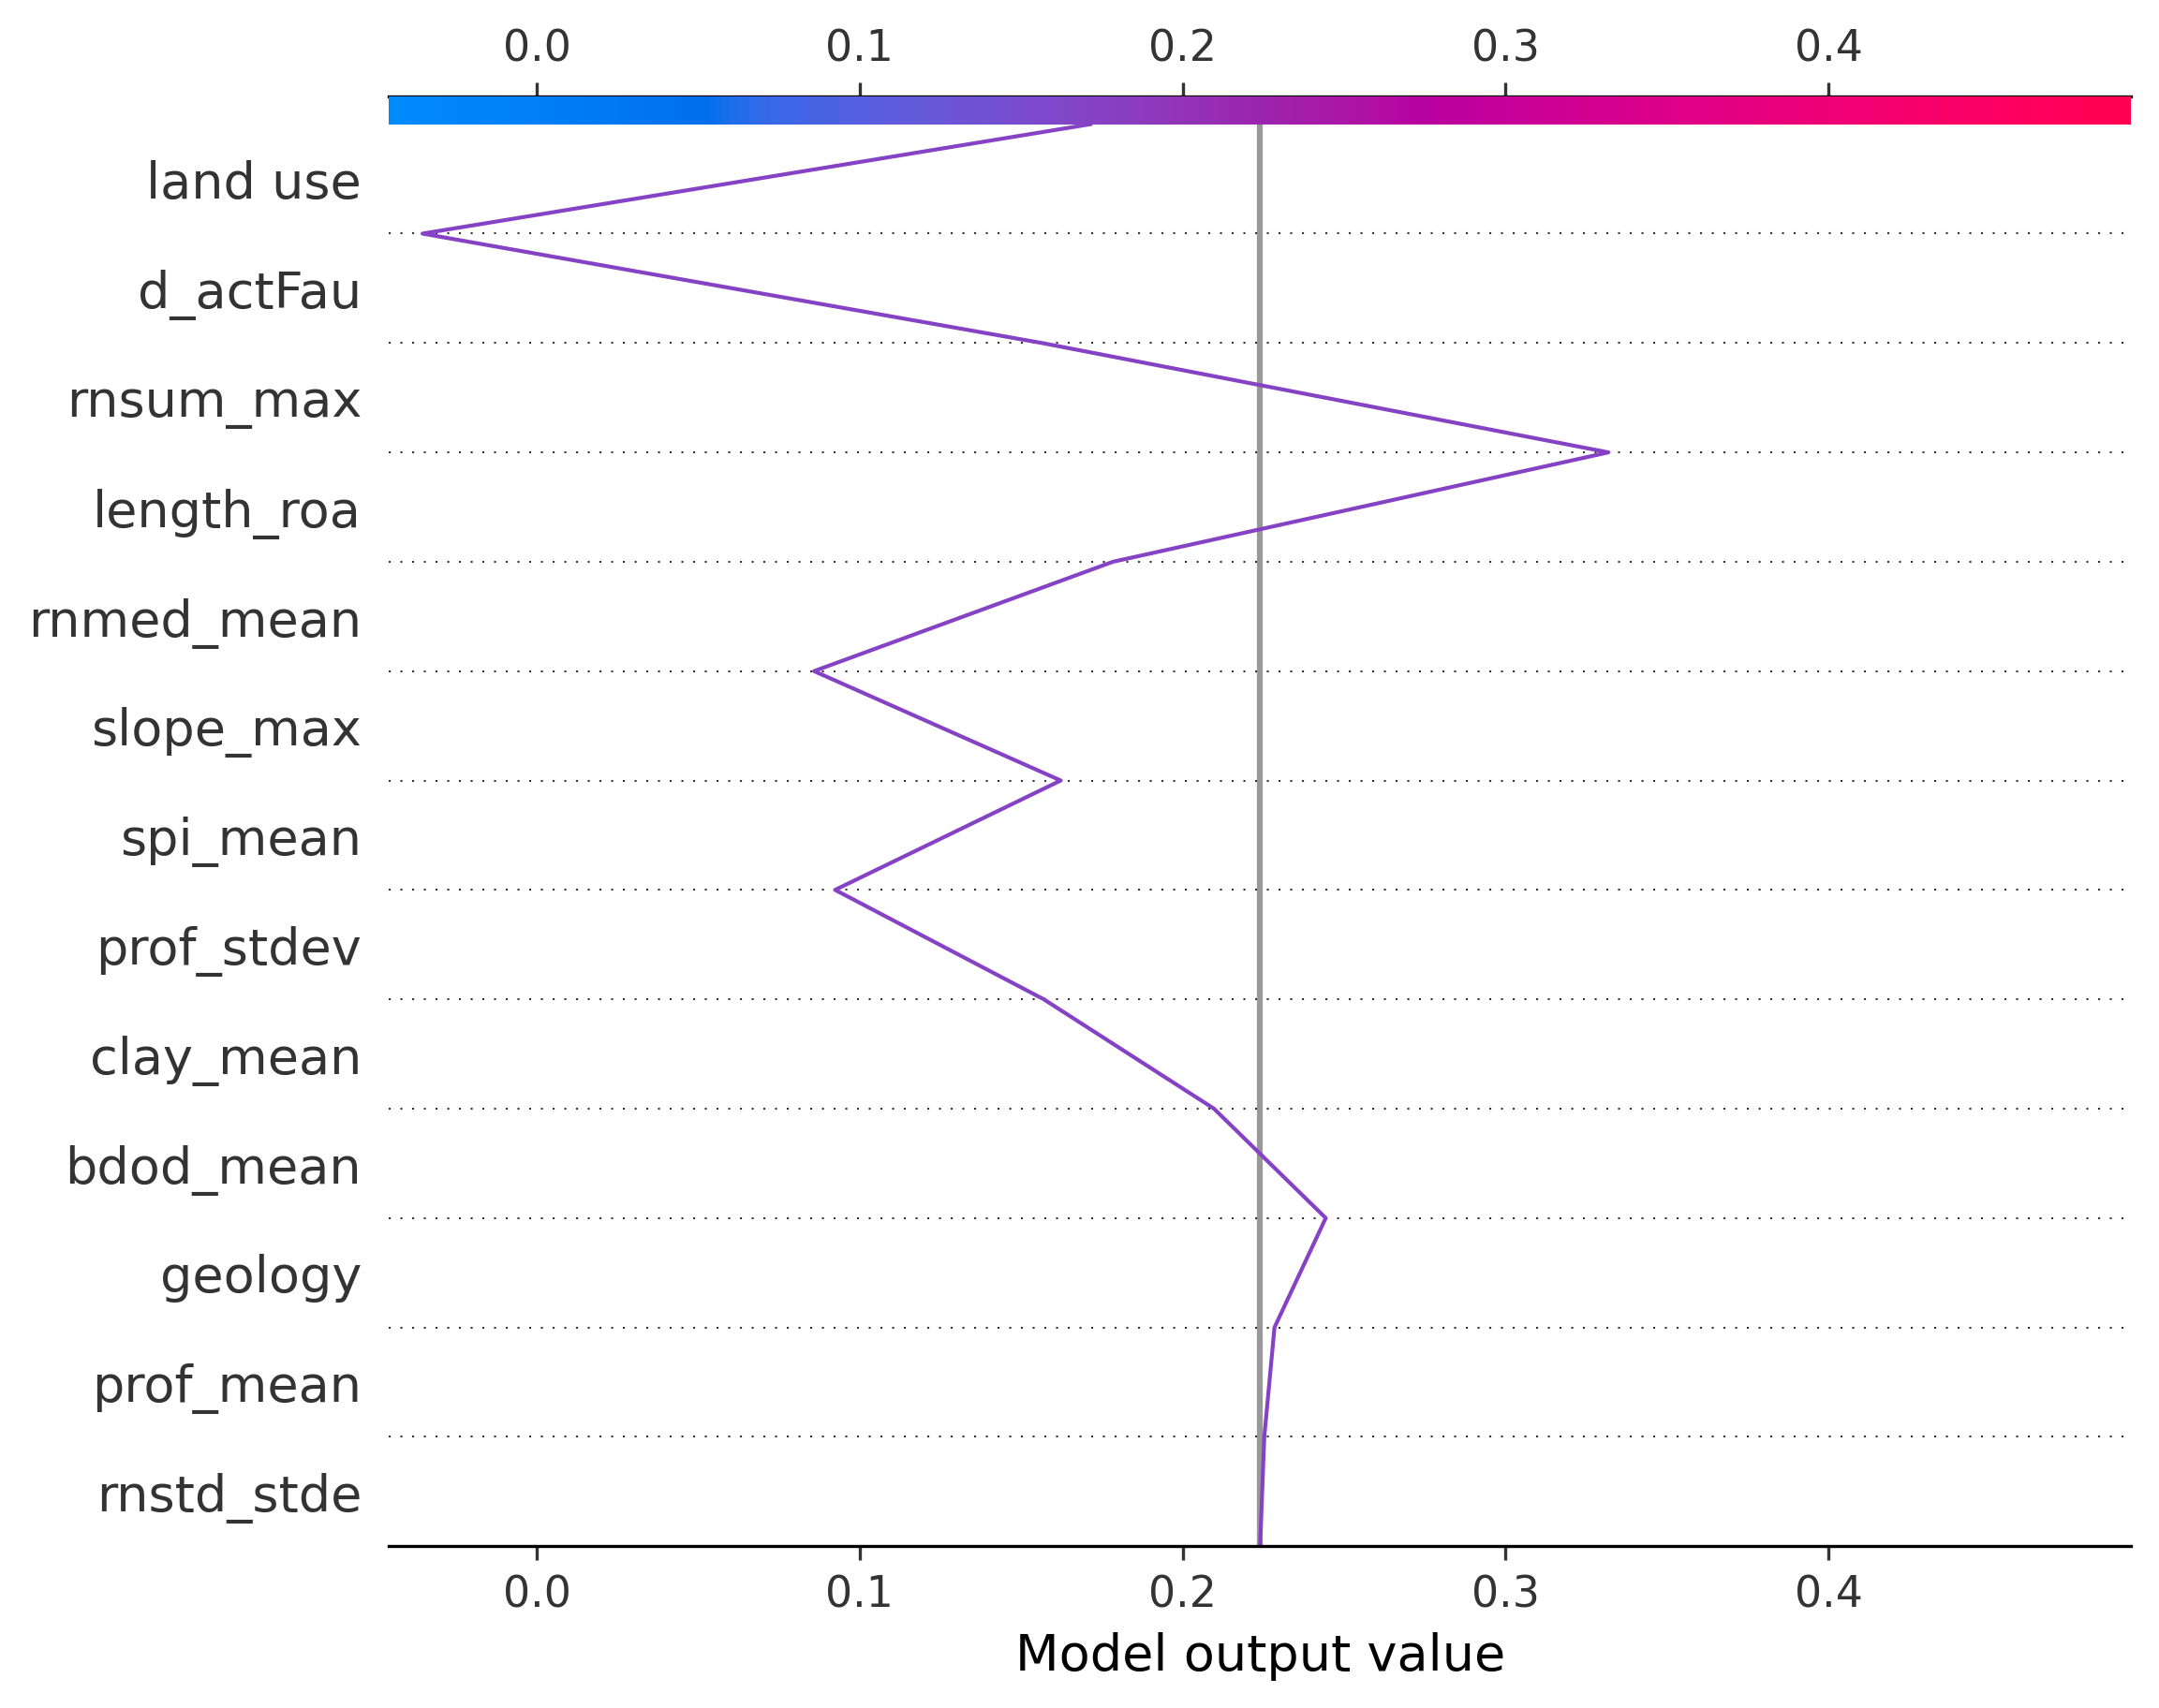 0.0 0.1 0.2 0.3 0.4
land use
d_actFau
rnsum_max
length_roa
rnmed_mean
slope_max
spi_mean
prof_stdev
clay_mean
bdod_mean
geology
prof_mean
rnstd_stde
0.0 0.1 0.2 0.3 0.4
Model output value